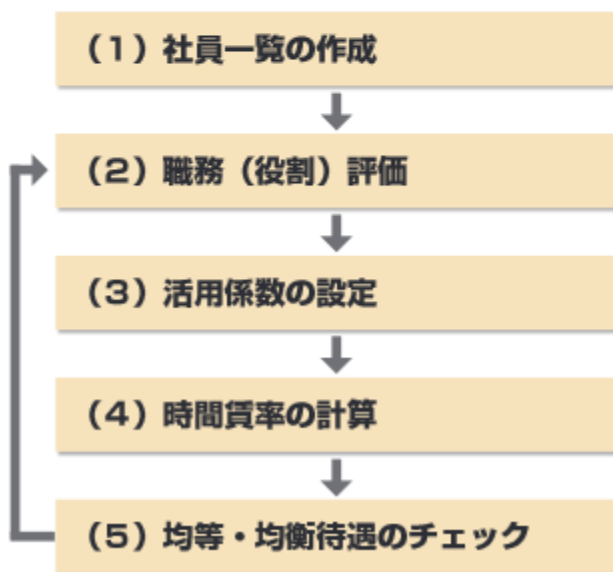 （1）社員一覧の作成
（2）職務（役割）評価
（3）活用係数の設定
（4）時間賃率の計算
（5）均等・均衡待遇のチェック